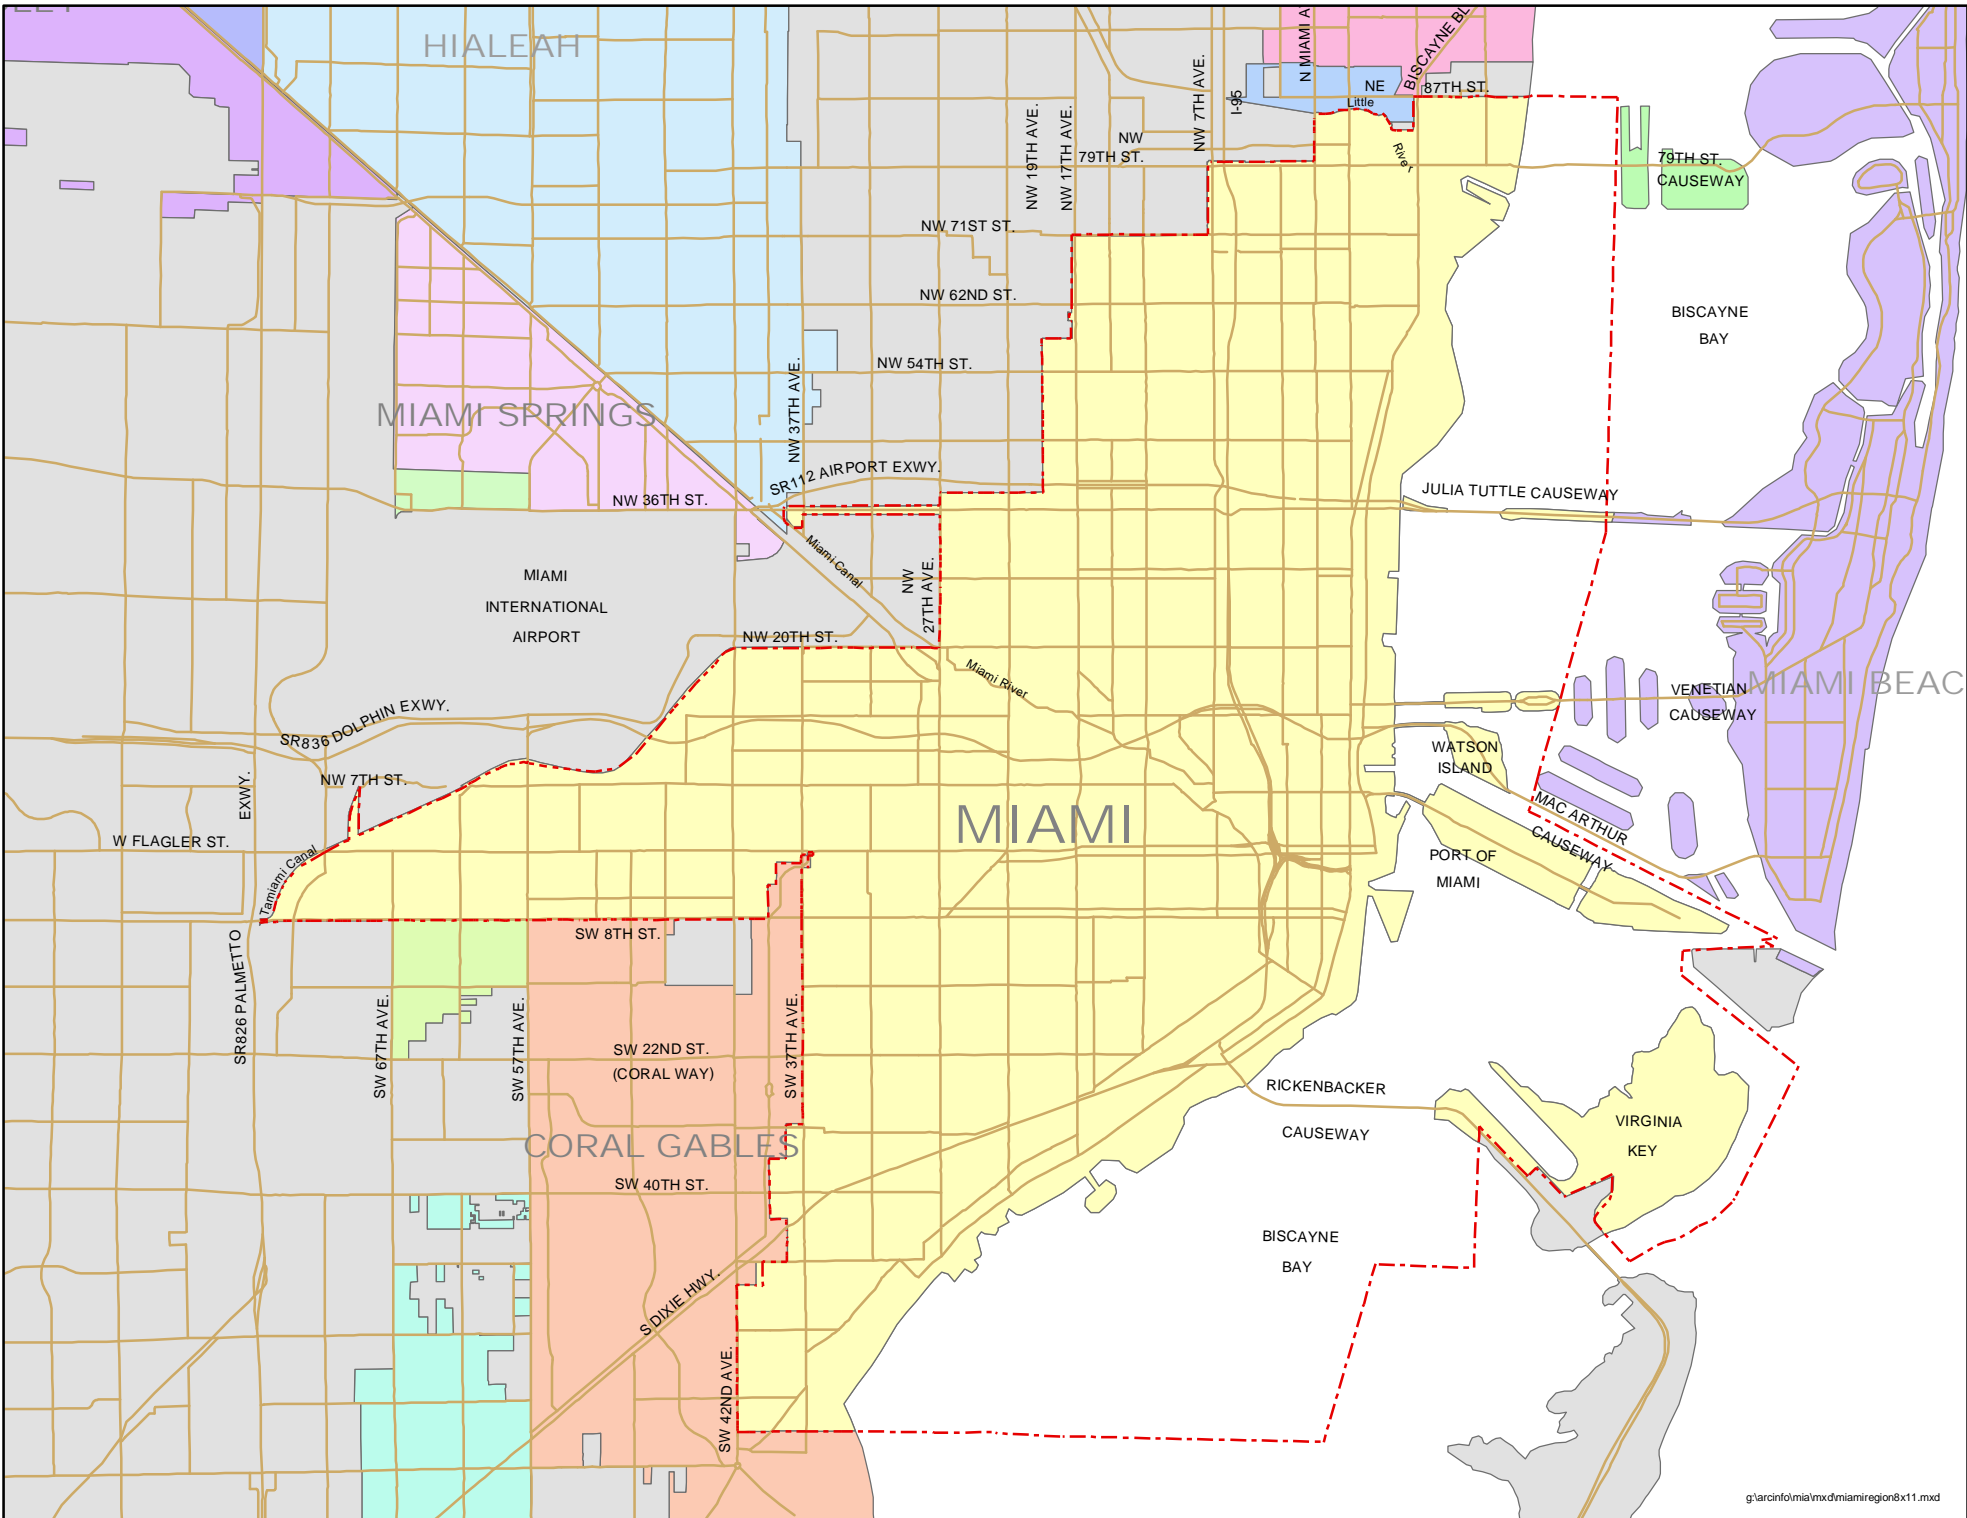 HIALEAH
N MIAMI A
BISCAYNE BL
NE
87TH ST.
Little
River
I-95
NW 7TH AVE.
NW 19TH AVE.
NW 17TH AVE.
NW
79TH ST.
79TH ST.
CAUSEWAY
NW 71ST ST.
NW 62ND ST.
BISCAYNE
BAY
NW 54TH ST.
NW 37TH AVE.
MIAMI SPRINGS
SR112 AIRPORT EXWY.
NW 36TH ST.
JULIA TUTTLE CAUSEWAY
Miami Canal
MIAMI
INTERNATIONAL
AIRPORT
NW
27TH AVE.
NW 20TH ST.
Miami River
VENETIAN
CAUSEWAY
MIAMI BEAC
SR836 DOLPHIN EXWY.
WATSON
ISLAND
NW 7TH ST.
EXWY.
MIAMI
MAC ARTHUR
CAUSEWAY
W FLAGLER ST.
Tamiami Canal
PORT OF
MIAMI
SW 8TH ST.
SR826 PALMETTO
SW 67TH AVE.
SW 57TH AVE.
SW 22ND ST.
(CORAL WAY)
SW 37TH AVE.
RICKENBACKER
CAUSEWAY
VIRGINIA
KEY
CORAL GABLES
SW 40TH ST.
BISCAYNE
BAY
S DIXIE HWY.
SW 42ND AVE.
g:\arcinfo\mia\mxd\miamiregion8x11.mxd